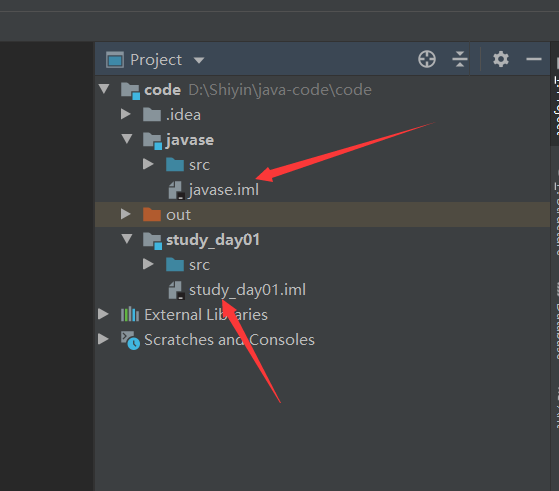 Project
code D:\Shiyin\java-code\code
.idea
javase
src
javase.iml
out
study_day01
src
study_day01.iml
External Libraries
Scratches and Consoles